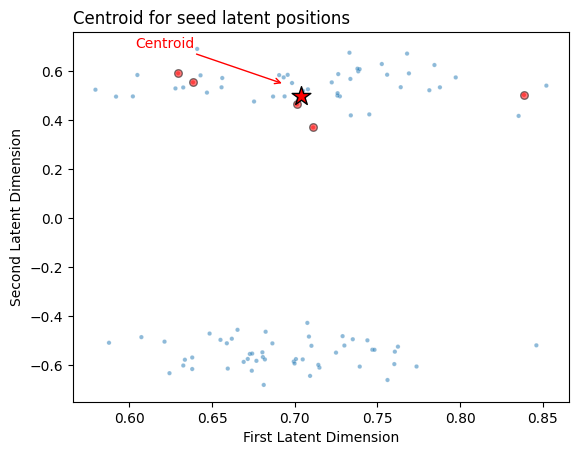 Centroid for seed latent positions
Centroid
0.6
0.4
0.2
0.0
−0.2
−0.4
−0.6
Second Latent Dimension
0.60 0.65 0.70 0.75 0.80 0.85
First Latent Dimension